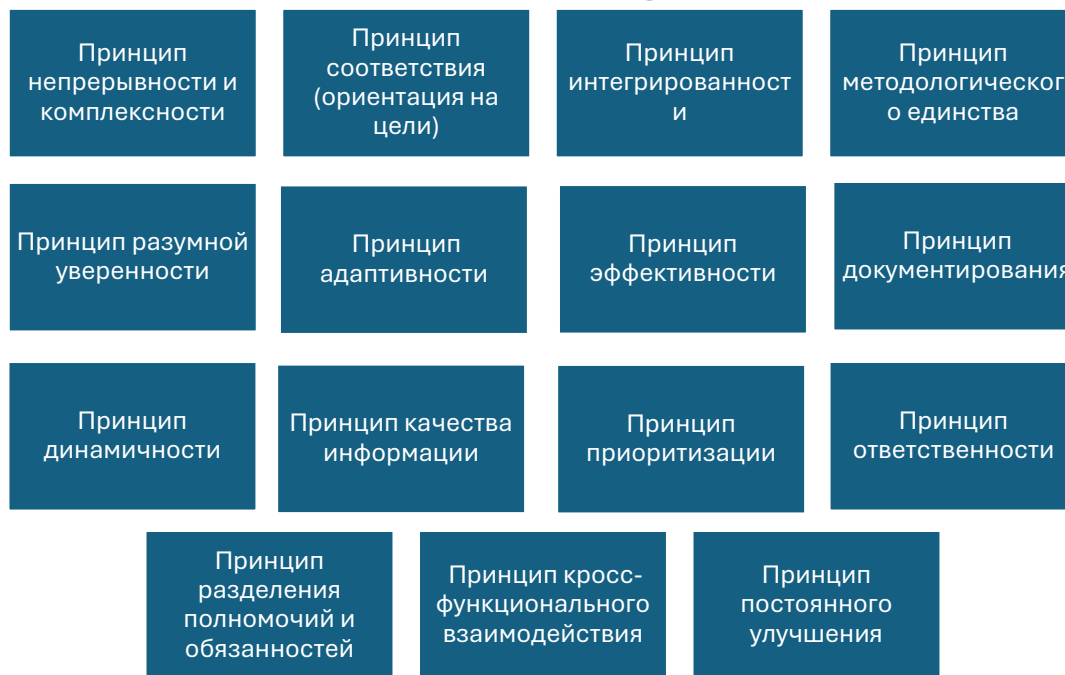 Принцип
непрерывности и
комплексности
Принцип
соответствия
(ориентация на
цели)
Принцип
интегрированност
и
Принцип
методологическог
о единства
Принцип разумной
уверенности
Принцип
адаптивности
Принцип
эффективности
Принцип
документирования
Принцип
динамичности
Принцип качества
информации
Принцип
приоритизации
Принцип
ответственности
Принцип
разделения
полномочий и
обязанностей
Принцип кросс-
функционального
взаимодействия
Принцип
постоянного
улучшения